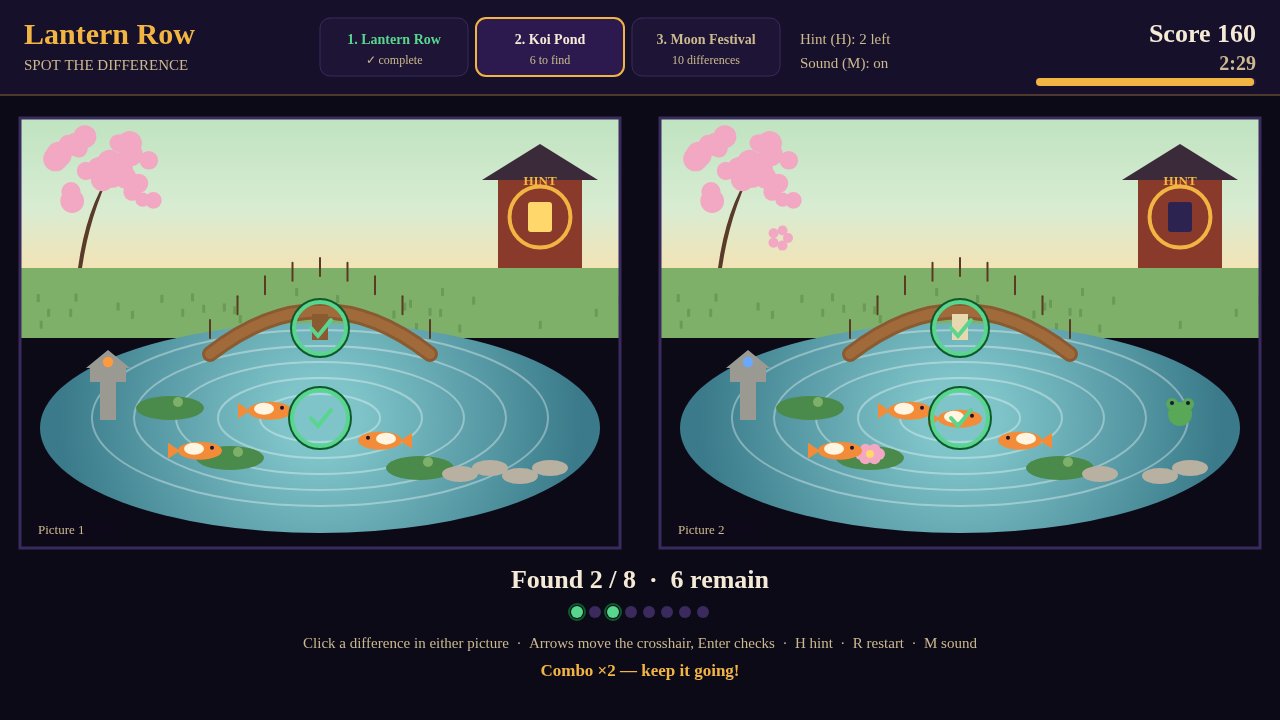 Lantern Row
SPOT THE DIFFERENCE
1. Lantern Row
✓ complete
2. Koi Pond
6 to find
3. Moon Festival
10 differences
Hint (H): 2 left
Sound (M): on
Score 160
2:29
HINT
HINT
Picture 1
Picture 2
Found 2 / 8 · 6 remain
Click a difference in either picture · Arrows move the crosshair, Enter checks · H hint · R restart · M sound
Combo ×2 — keep it going!